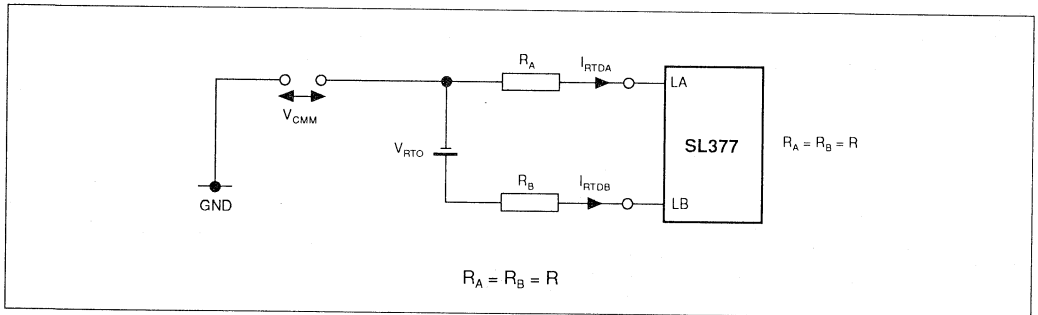 R_A
I_RTDA
LA
V_CMM
V_RTO
SL377
R_A = R_B = R
R_B
I_RTDB
LB
GND
R_A = R_B = R